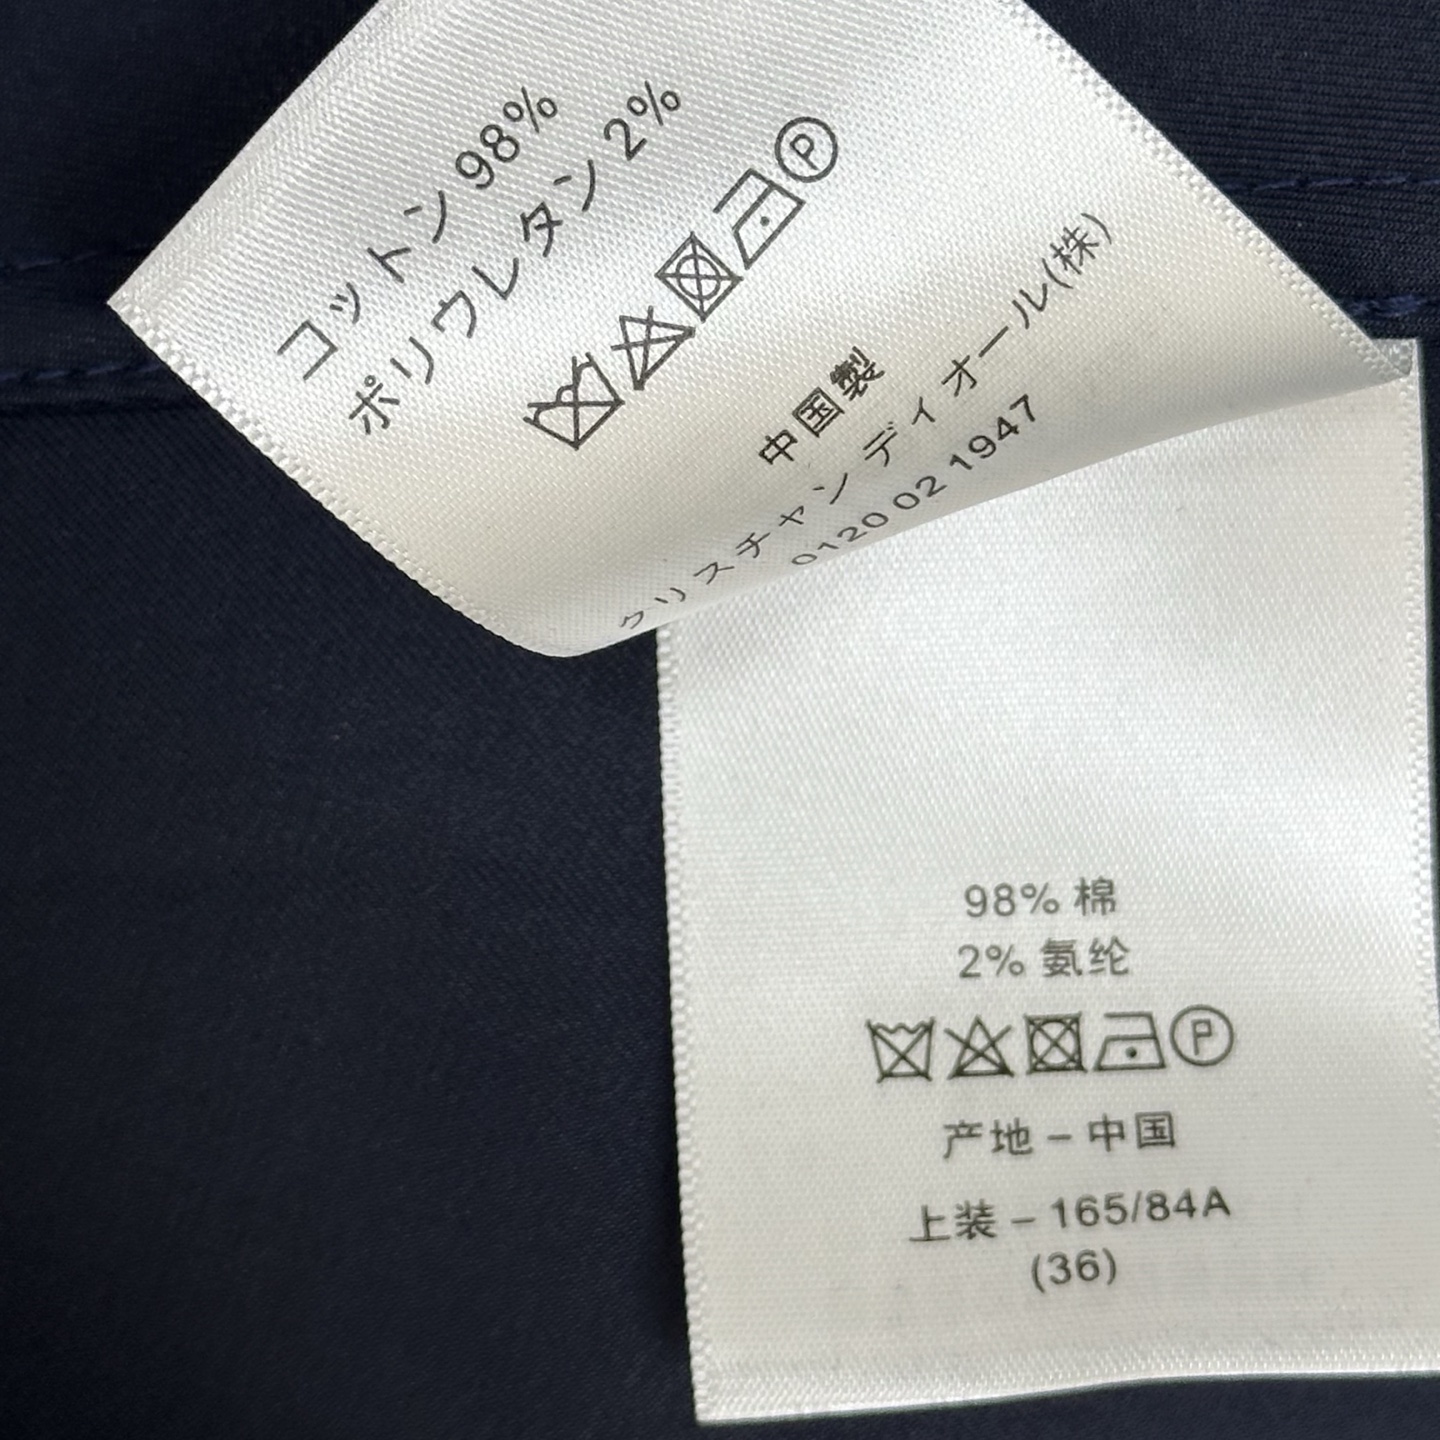 コットン 98%
ポリウレタン 2%
P
中国製
クリスチャン ディオール(株)
0120 02 1947
98% 棉
2% 氨纶
P
产地 – 中国
上装 – 165/84A
(36)